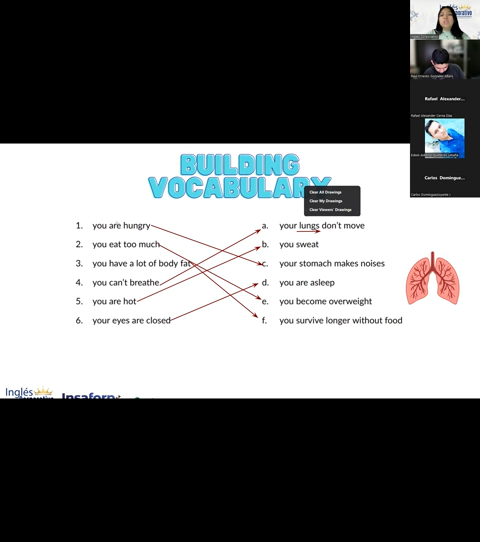 Inglés
Rafael Alexander...
Carlos Domingue...
BUILDING
VOCABULARY
Clear All Drawings
Clear My Drawings
Clear Viewers' Drawings
1. you are hungry
2. you eat too much
3. you have a lot of body fat
4. you can't breathe
5. you are hot
6. your eyes are closed
a. your lungs don't move
b. you sweat
c. your stomach makes noises
d. you are asleep
e. you become overweight
f. you survive longer without food
Inglés
Insaforp